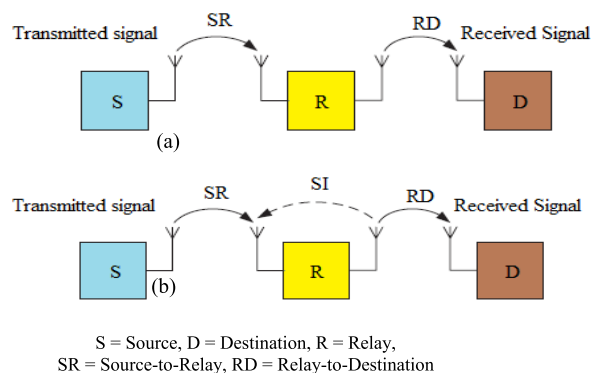 SR
RD
Transmitted signal
Received Signal
S
R
D
(a)
SR
SI
RD
Transmitted signal
Received Signal
S
R
D
(b)
S = Source, D = Destination, R = Relay,
SR = Source-to-Relay, RD = Relay-to-Destination